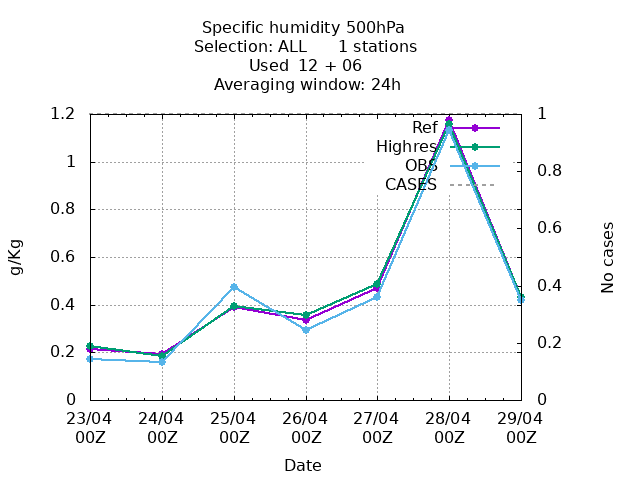 Specific humidity 500hPa
Selection: ALL      1 stations
Used  12 + 06
Averaging window: 24h
1.2
1
0.8
0.6
0.4
0.2
0
1
0.8
0.6
0.4
0.2
0
g/Kg
No cases
Ref
Highres
OBS
CASES
23/04 24/04 25/04 26/04 27/04 28/04 29/04
00Z 00Z 00Z 00Z 00Z 00Z 00Z
Date